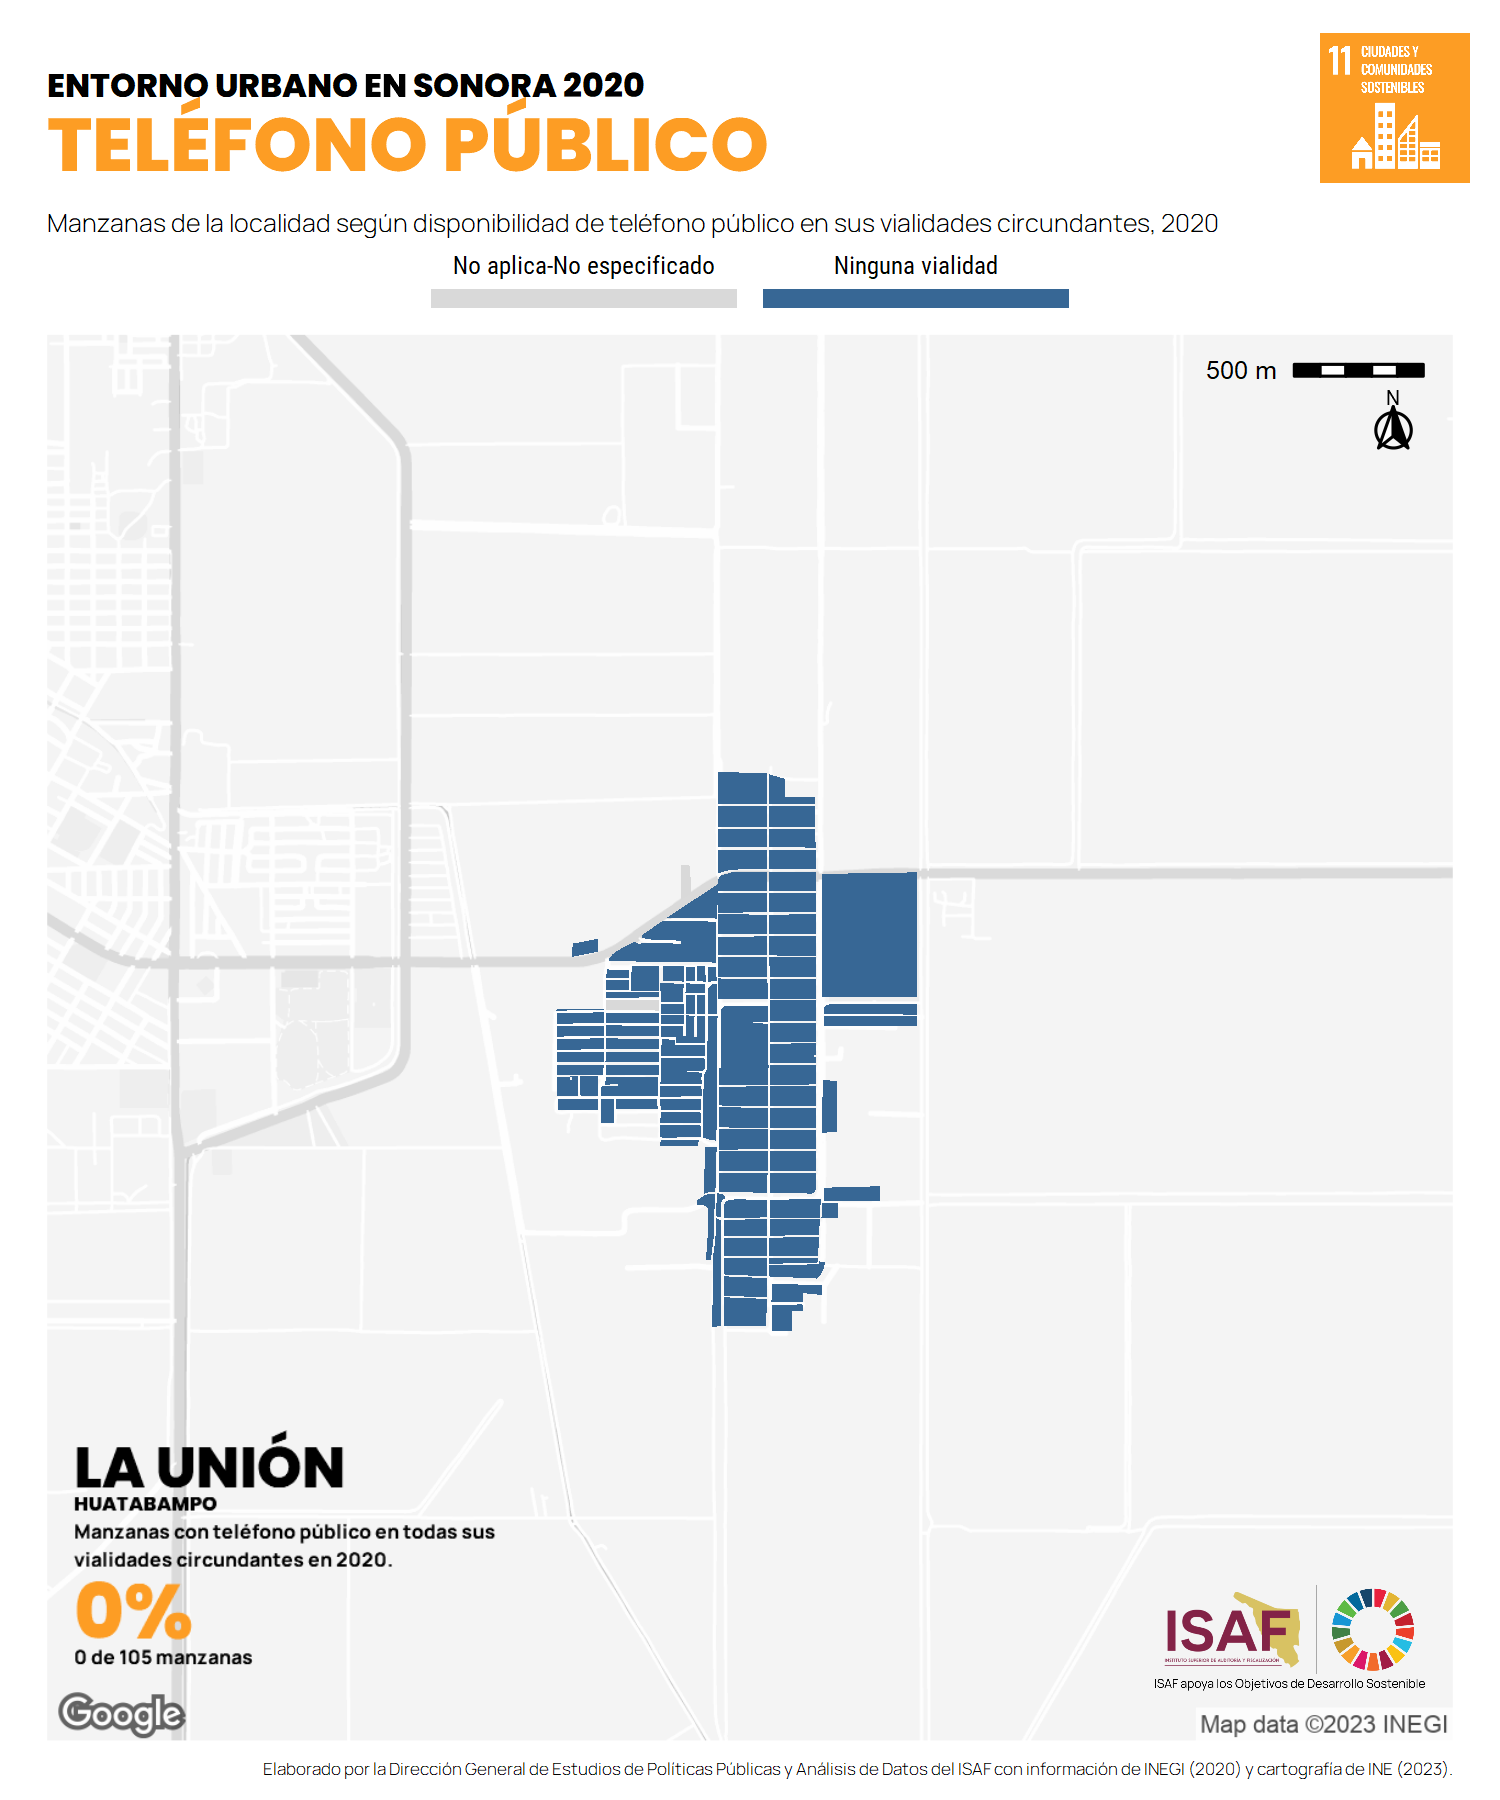 ENTORNO URBANO EN SONORA 2020
TELÉFONO PÚBLICO
11 CIUDADES Y
COMUNIDADES
SOSTENIBLES
Manzanas de la localidad según disponibilidad de teléfono público en sus vialidades circundantes, 2020
No aplica-No especificado
Ninguna vialidad
500 m
N
LA UNIÓN
HUATABAMPO
Manzanas con teléfono público en todas sus
vialidades circundantes en 2020.
0%
0 de 105 manzanas
Google
ISAF
INSTITUTO SUPERIOR DE AUDITORÍA Y FISCALIZACIÓN
ISAF apoya los Objetivos de Desarrollo Sostenible
Map data ©2023 INEGI
Elaborado por la Dirección General de Estudios de Políticas Públicas y Análisis de Datos del ISAF con información de INEGI (2020) y cartografía de INE (2023).